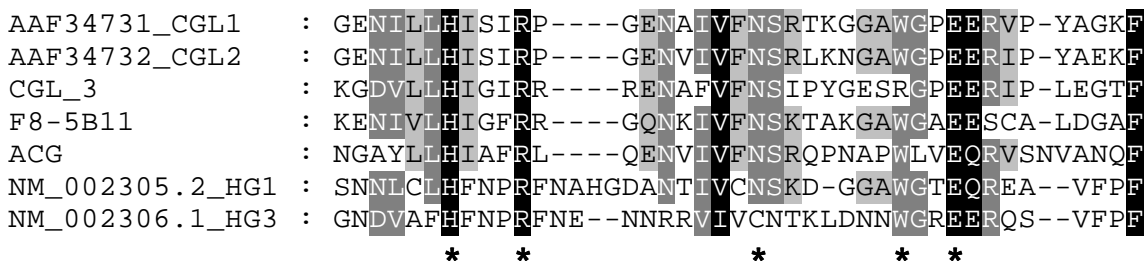 AAF34731_CGL1 : GENILLHISIRP----GENAIVFNSRTKGGAWGPEERVP-YAGKF
AAF34732_CGL2 : GENILLHISIRP----GENVIVFNSRLKNGAWGPEERIP-YAEKF
CGL_3 : KGDVLLHIGIRR----RENAFVFNSIPYGESRGPEERIP-LEGTF
F8-5B11 : KENIVLHIGFRR----GQNKIVFNSKTAKGAWGAEESCA-LDGAF
ACG : NGAYLLHIAFRL----QENVIVFNSRQPNAPWLVEQRVSNVANQF
NM_002305.2_HG1 : SNNLCLHFNPRFNAHGDANTIVCNSKD-GGAWGTEQREA--VFPF
NM_002306.1_HG3 : GNDVAFHFNPRFNE--NNRRVIVCNTKLDNNWGREERQS--VFPF
* * * * *